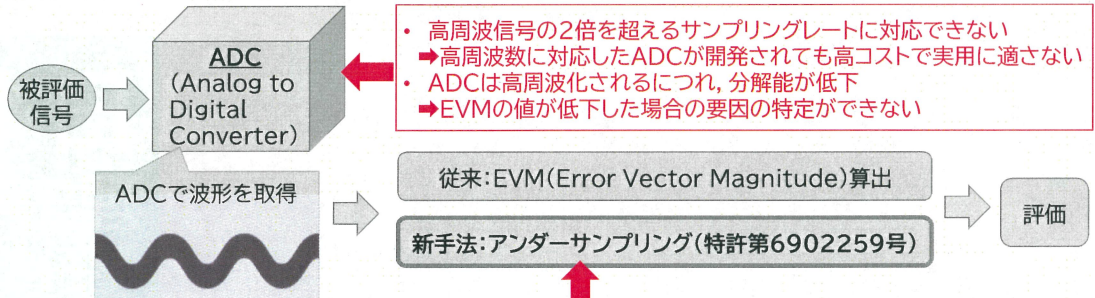 ADC
(Analog to
Digital
Converter)
被評価
信号
• 高周波信号の2倍を超えるサンプリングレートに対応できない
➡高周波数に対応したADCが開発されても高コストで実用に適さない
• ADCは高周波化されるにつれ, 分解能が低下
➡EVMの値が低下した場合の要因の特定ができない
ADCで波形を取得
従来:EVM(Error Vector Magnitude)算出
新手法:アンダーサンプリング(特許第6902259号)
評価